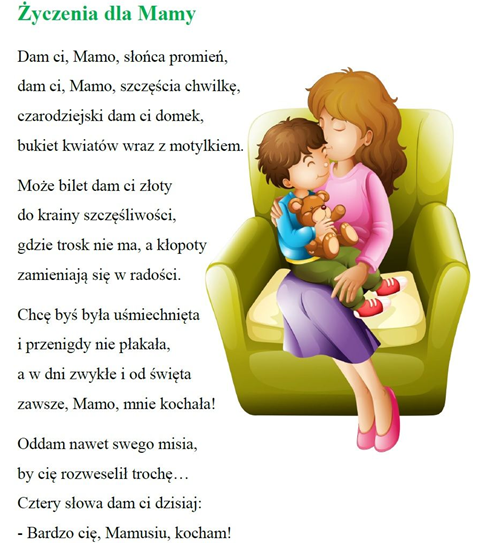 Życzenia dla Mamy
Dam ci, Mamo, słońca promień,
dam ci, Mamo, szczęścia chwilkę,
czarodziejski dam ci domek,
bukiet kwiatów wraz z motylkiem.
Może bilet dam ci złoty
do krainy szczęśliwości,
gdzie trosk nie ma, a kłopoty
zamieniają się w radości.
Chcę byś była uśmiechnięta
i przenigdy nie płakała,
a w dni zwykłe i od święta
zawsze, Mamo, mnie kochała!
Oddam nawet swego misia,
by cię rozweselił trochę…
Cztery słowa dam ci dzisiaj:
- Bardzo cię, Mamusiu, kocham!